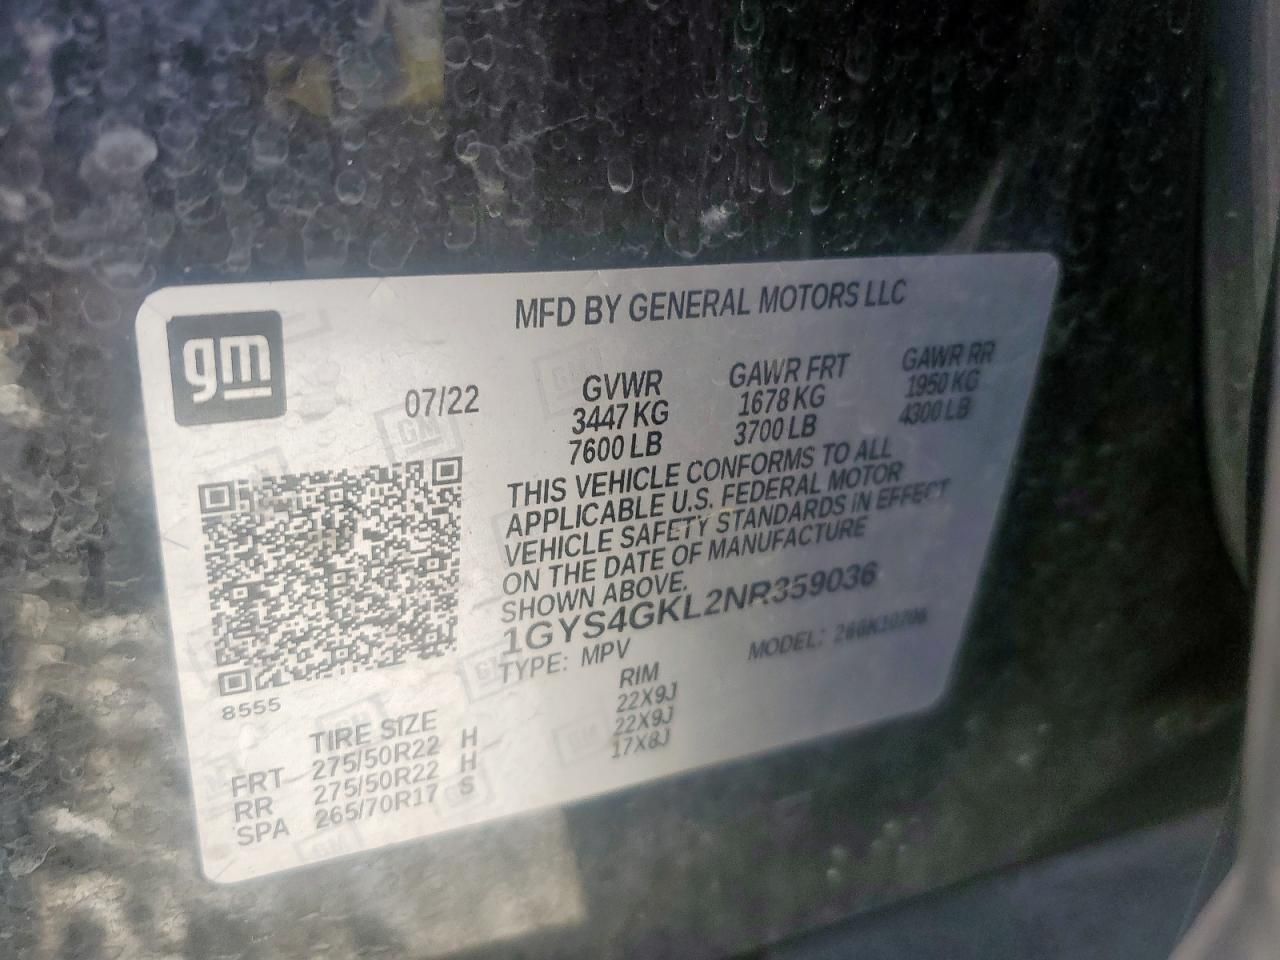 gm
MFD BY GENERAL MOTORS LLC
07/22
GVWR GAWR FRT GAWR RR
3447 KG 1678 KG 1950 KG
7600 LB 3700 LB 4300 LB
THIS VEHICLE CONFORMS TO ALL
APPLICABLE U.S. FEDERAL MOTOR
VEHICLE SAFETY STANDARDS IN EFFECT
ON THE DATE OF MANUFACTURE
SHOWN ABOVE.
1GYS4GKL2NR359036
TYPE: MPV MODEL:
8555
TIRE SIZE RIM
FRT 275/50R22 H 22X9J
RR 275/50R22 H 22X9J
SPA 265/70R17 S 17X8J